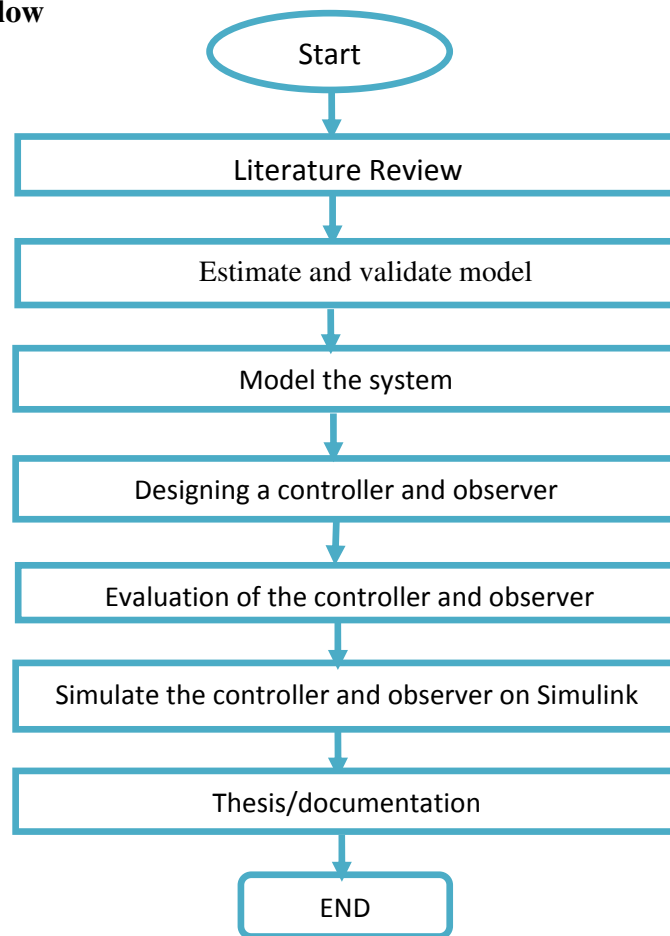 low
Start
Literature Review
Estimate and validate model
Model the system
Designing a controller and observer
Evaluation of the controller and observer
Simulate the controller and observer on Simulink
Thesis/documentation
END